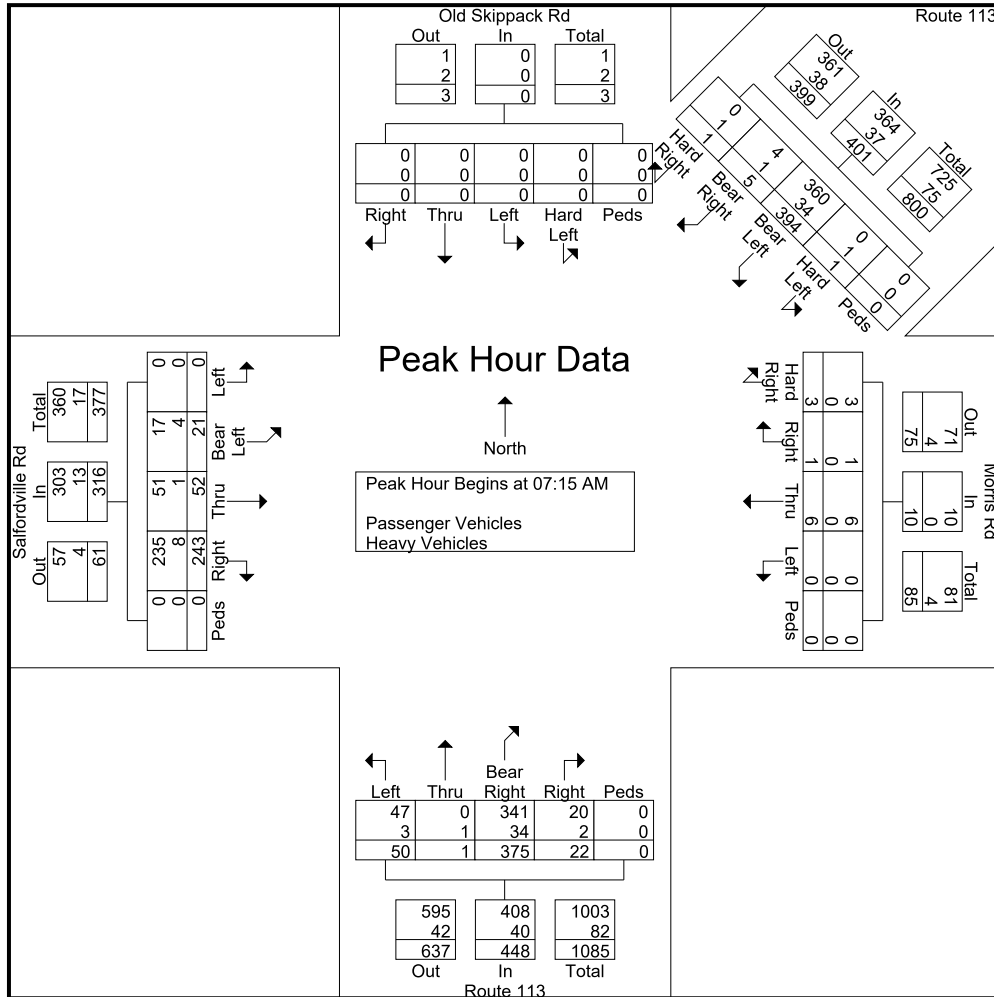 Old Skippack Rd
Out In Total
1 0 1
2 0 2
3 0 3
0 0 0 0 0
0 0 0 0 0
0 0 0 0 0
Right Thru Left Hard Left Peds
Route 113
Out
361
38
399
In
364
37
401
Total
725
75
800
0 4 360 0 0
1 1 34 1 0
1 5 394 1 0
Hard Right
Bear Right
Bear Left
Hard Left
Peds
Peak Hour Data
North
Peak Hour Begins at 07:15 AM
Passenger Vehicles
Heavy Vehicles
Salfordville Rd
Total
360
17
377
In
303
13
316
Out
57
4
61
0 0 0
Left
17 4 21
Bear Left
51 1 52
Thru
235 8 243
Right
0 0 0
Peds
Morris Rd
Out
71
4
75
In
10
0
10
Total
81
4
85
Hard Right
3 0 3
Right
1 0 1
Thru
6 0 6
Left
0 0 0
Peds
0 0 0
Left Thru Bear Right Right Peds
47 0 341 20 0
3 1 34 2 0
50 1 375 22 0
595 408 1003
42 40 82
637 448 1085
Out In Total
Route 113